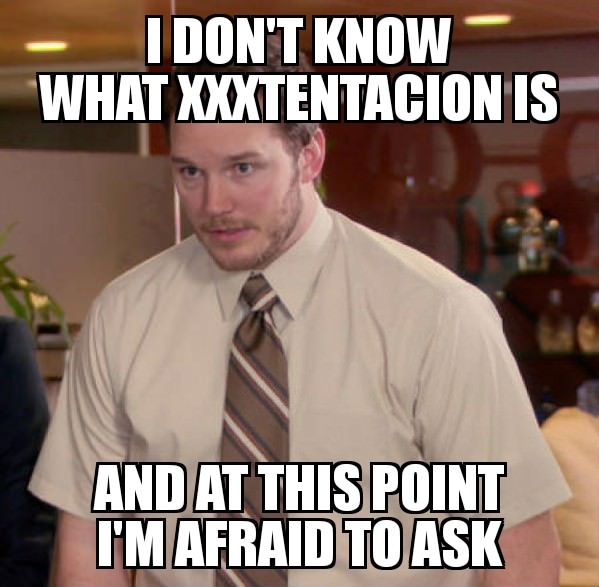 I DON'T KNOW
WHAT XXXTENTACION IS
AND AT THIS POINT
I'M AFRAID TO ASK